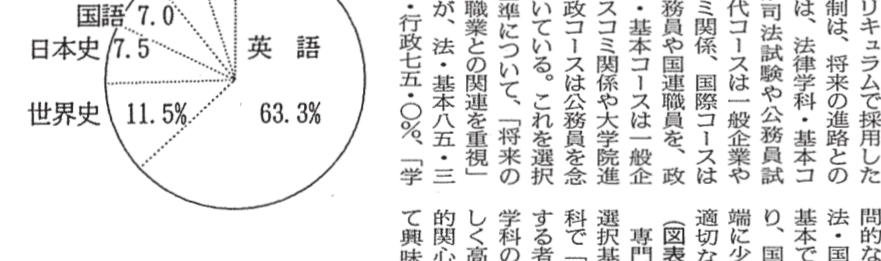 国語 7.0
日本史 7.5
英語
世界史 11.5%
63.3%
リキュラムで採用した
制は、将来の進路との
は、法律学科・基本コ
司法試験や公務員試
代コースは一般企業や
ミ関係、国際コースは
務員や国連職員を、政
・基本コースは一般企
スコミ関係や大学院進
政コースは公務員を念
いている。これを選択
準について、「将来の
職業との関連を重視」
が、法・基本八五・三
・行政七五・〇%、「学
問的な
法・国
基本で
り、国
端に少
適切な
(図表
専門
選択基
科で「
する者
学科の
しく高
的関心
て興味